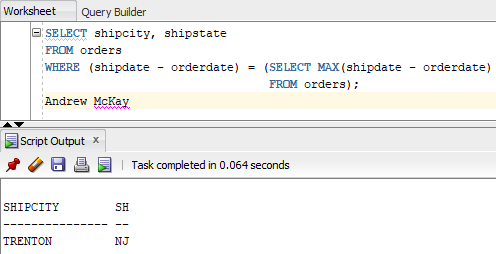 Worksheet Query Builder
SELECT shipcity, shipstate
FROM orders
WHERE (shipdate - orderdate) = (SELECT MAX(shipdate - orderdate)
FROM orders);
Andrew McKay
Script Output x
Task completed in 0.064 seconds
SHIPCITY SH
--------------- --
TRENTON NJ